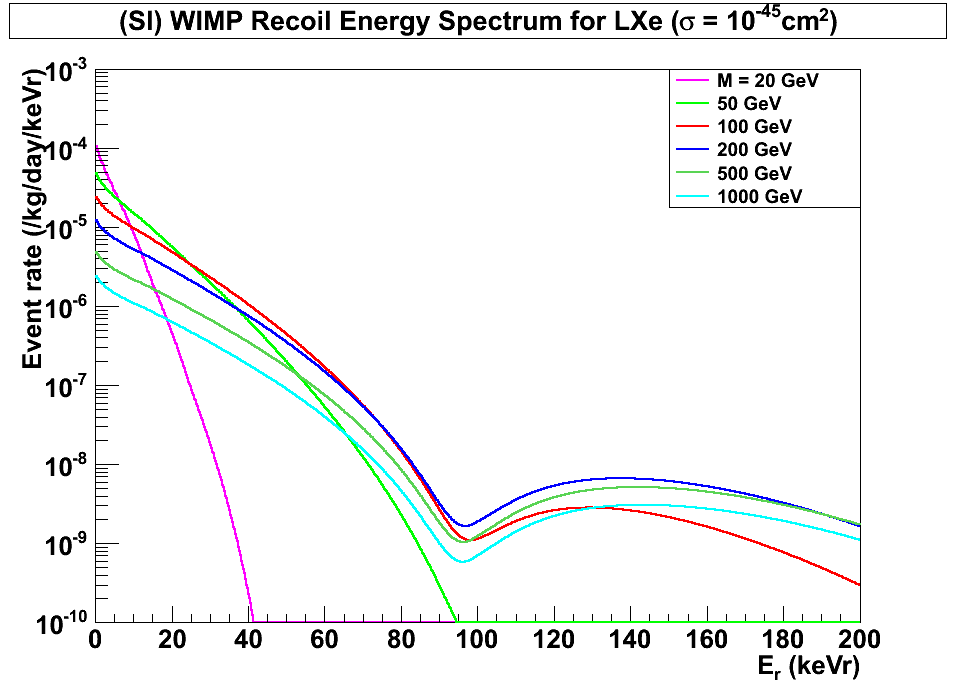 (SI) WIMP Recoil Energy Spectrum for LXe (σ = 10⁻⁴⁵cm²)
Event rate (/kg/day/keVr)
10⁻³
10⁻⁴
10⁻⁵
10⁻⁶
10⁻⁷
10⁻⁸
10⁻⁹
10⁻¹⁰
M = 20 GeV
50 GeV
100 GeV
200 GeV
500 GeV
1000 GeV
0 20 40 60 80 100 120 140 160 180 200
Eᵣ (keVr)